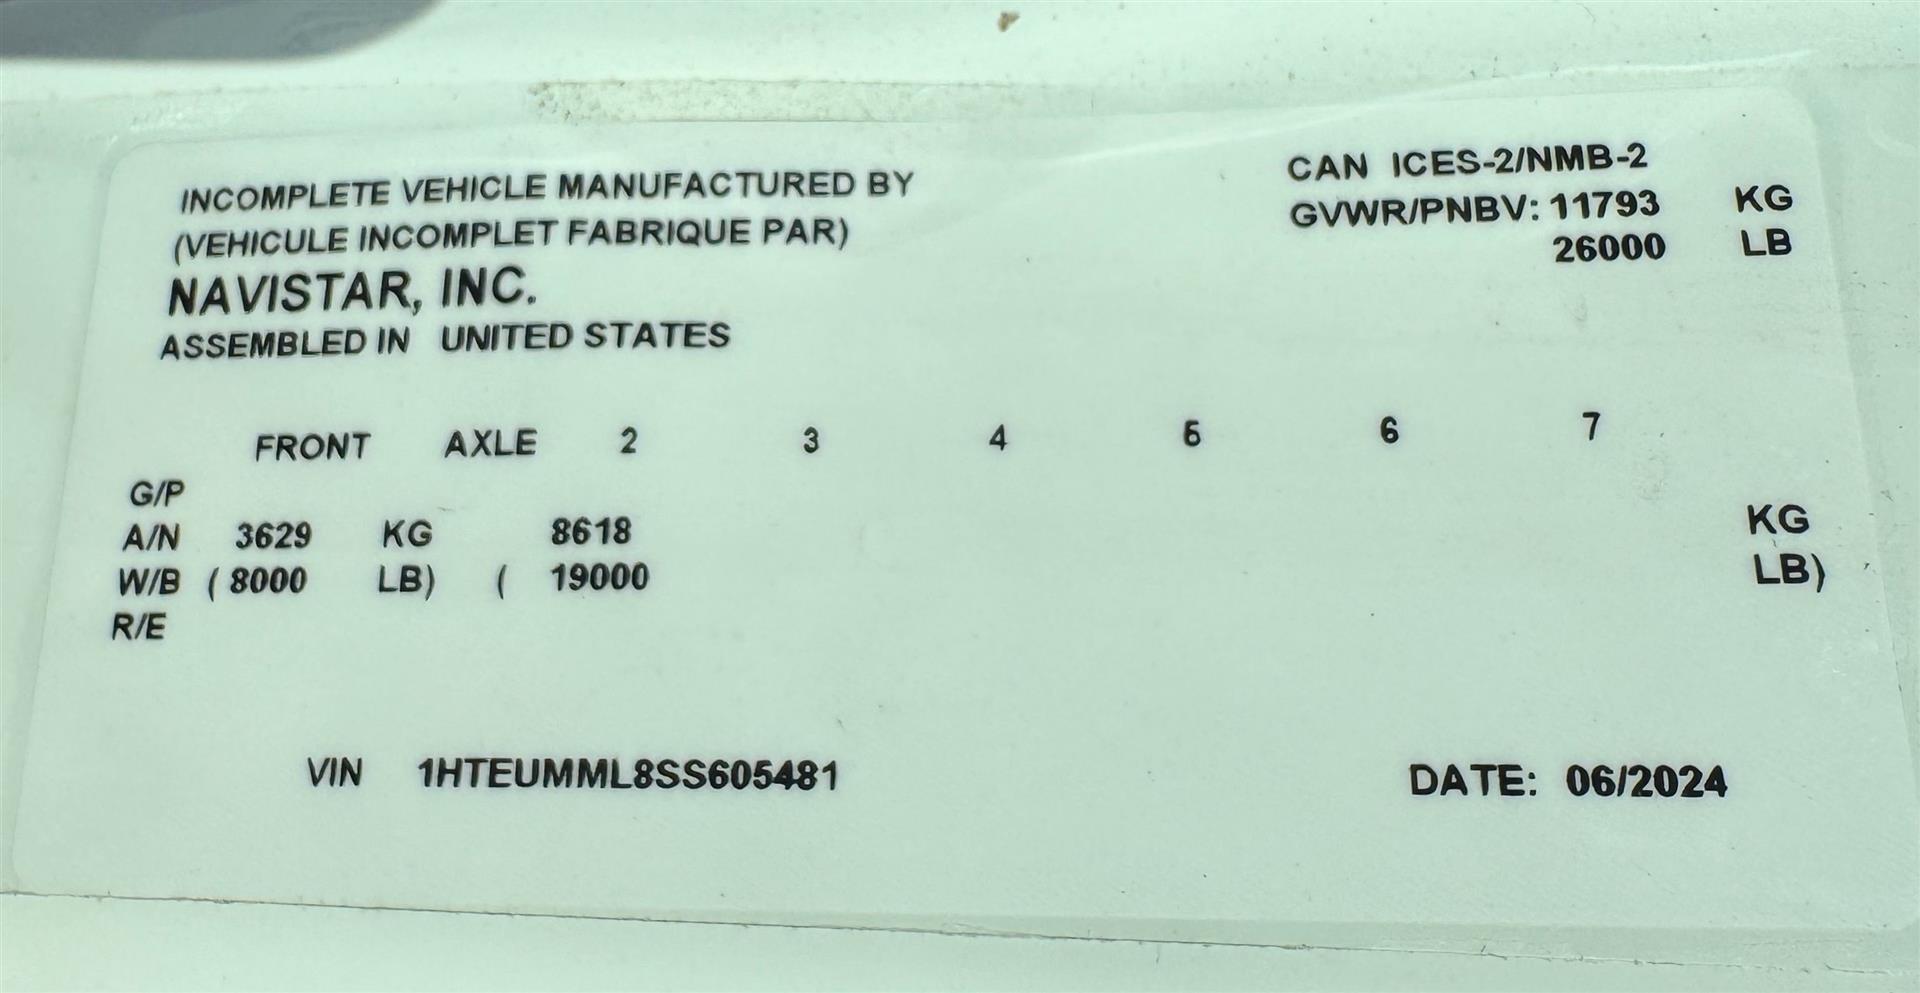 INCOMPLETE VEHICLE MANUFACTURED BY
(VEHICULE INCOMPLET FABRIQUE PAR)
NAVISTAR, INC.
ASSEMBLED IN UNITED STATES
CAN ICES-2/NMB-2
GVWR/PNBV: 11793 KG
26000 LB
FRONT AXLE 2 3 4 5 6 7
G/P
A/N 3629 KG 8618 KG
W/B (8000 LB) ( 19000 LB)
R/E
VIN 1HTEUMML8SS605481
DATE: 06/2024